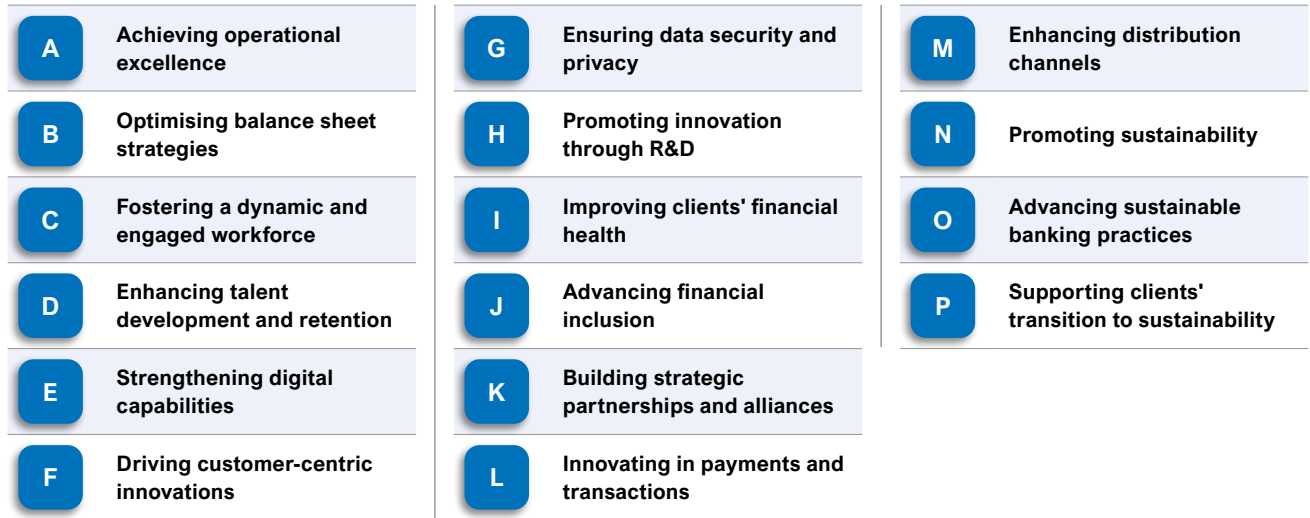 A
Achieving operational
excellence
B
Optimising balance sheet
strategies
C
Fostering a dynamic and
engaged workforce
D
Enhancing talent
development and retention
E
Strengthening digital
capabilities
F
Driving customer-centric
innovations
G
Ensuring data security and
privacy
H
Promoting innovation
through R&D
I
Improving clients' financial
health
J
Advancing financial
inclusion
K
Building strategic
partnerships and alliances
L
Innovating in payments and
transactions
M
Enhancing distribution
channels
N
Promoting sustainability
O
Advancing sustainable
banking practices
P
Supporting clients'
transition to sustainability